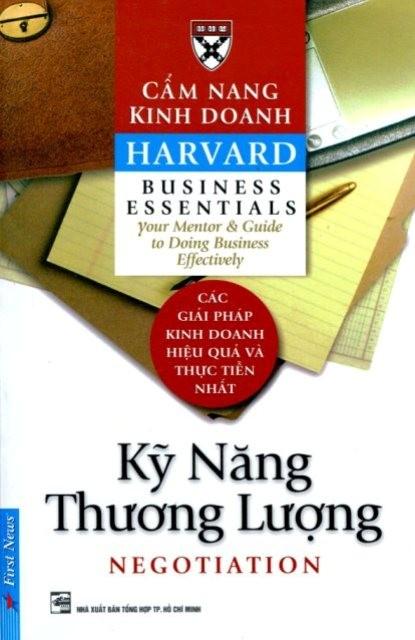 CẨM NANG
KINH DOANH
HARVARD
BUSINESS
ESSENTIALS
your Mentor & Guide
to Doing Business
Effectively
CÁC
GIẢI PHÁP
KINH DOANH
HIỆU QUẢ VÀ
THỰC TIỄN
NHẤT
Kỹ Năng
Thương Lượng
NEGOTIATION
First News
NHÀ XUẤT BẢN TỔNG HỢP TP. HỒ CHÍ MINH